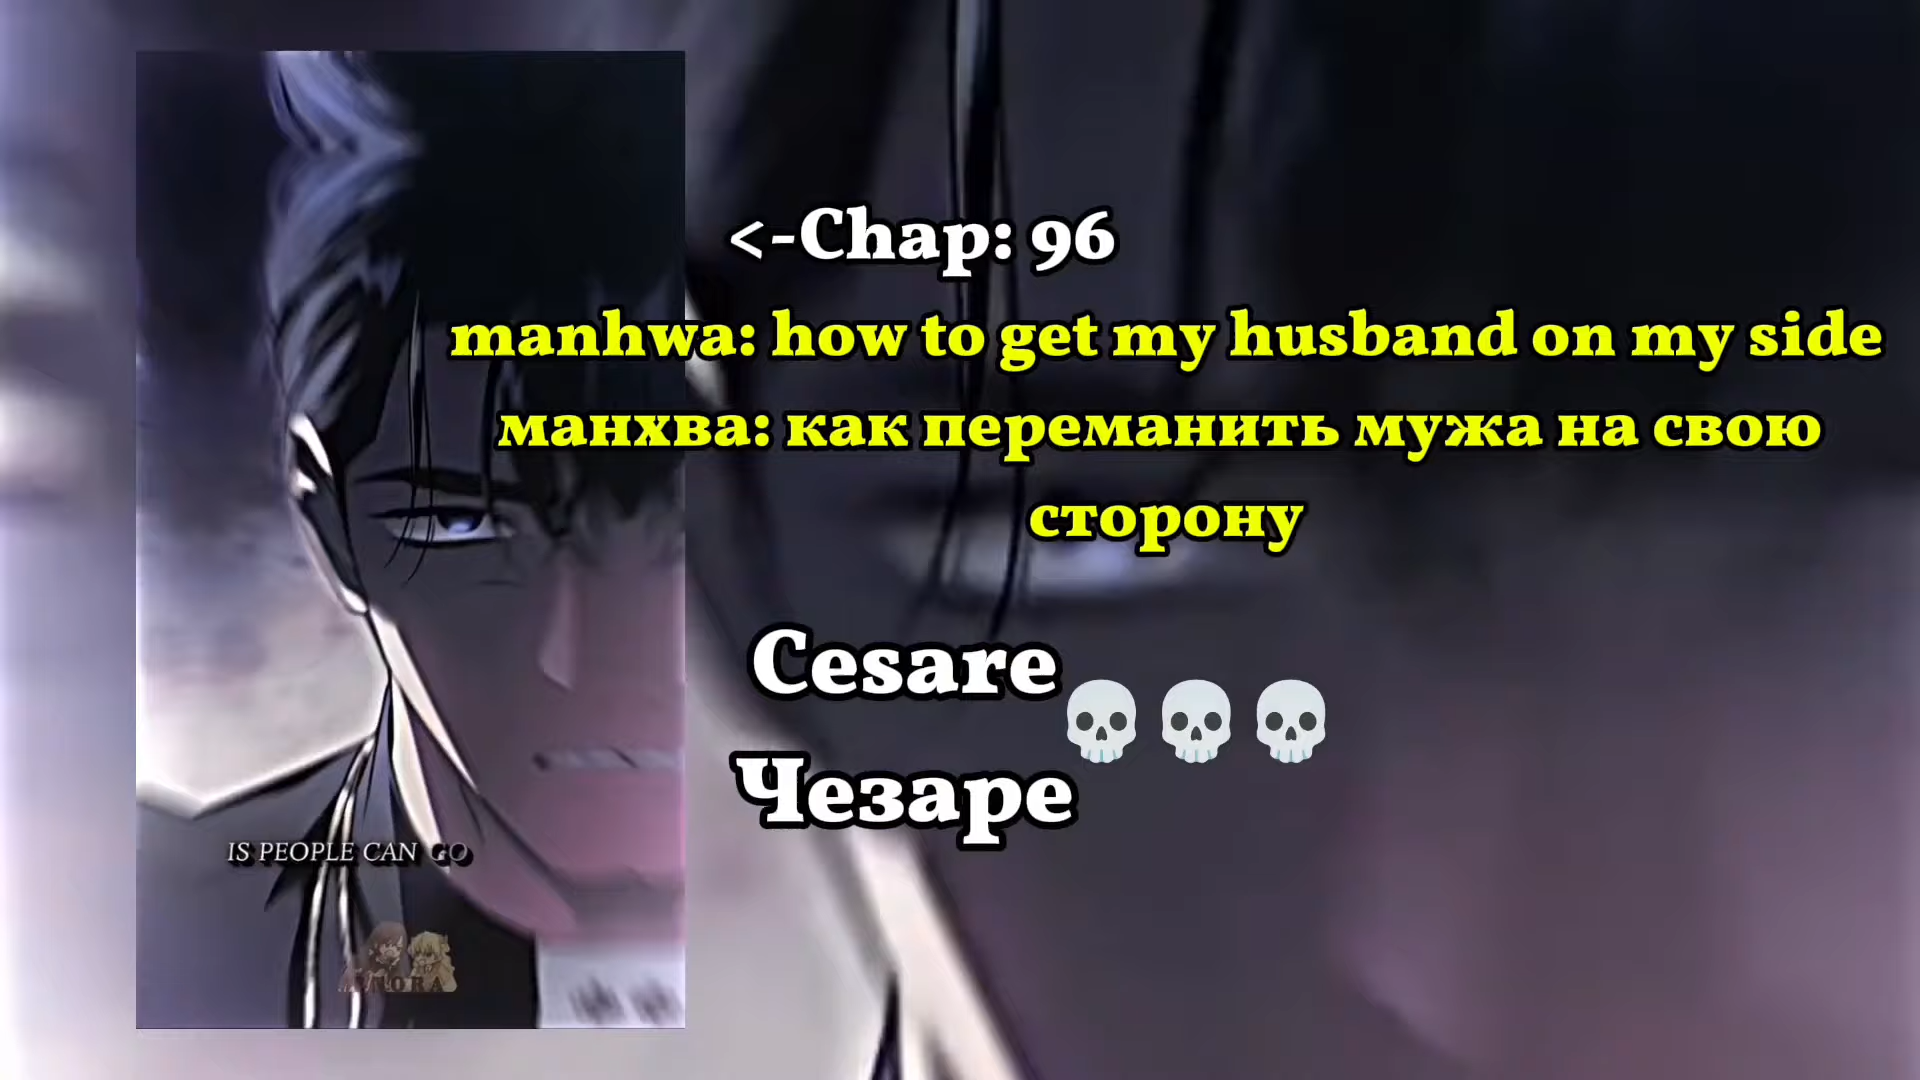 <-Chap: 96
manhwa: how to get my husband on my side
манхва: как переманить мужа на свою
сторону
Cesare
Чезаре
IS PEOPLE CAN GO